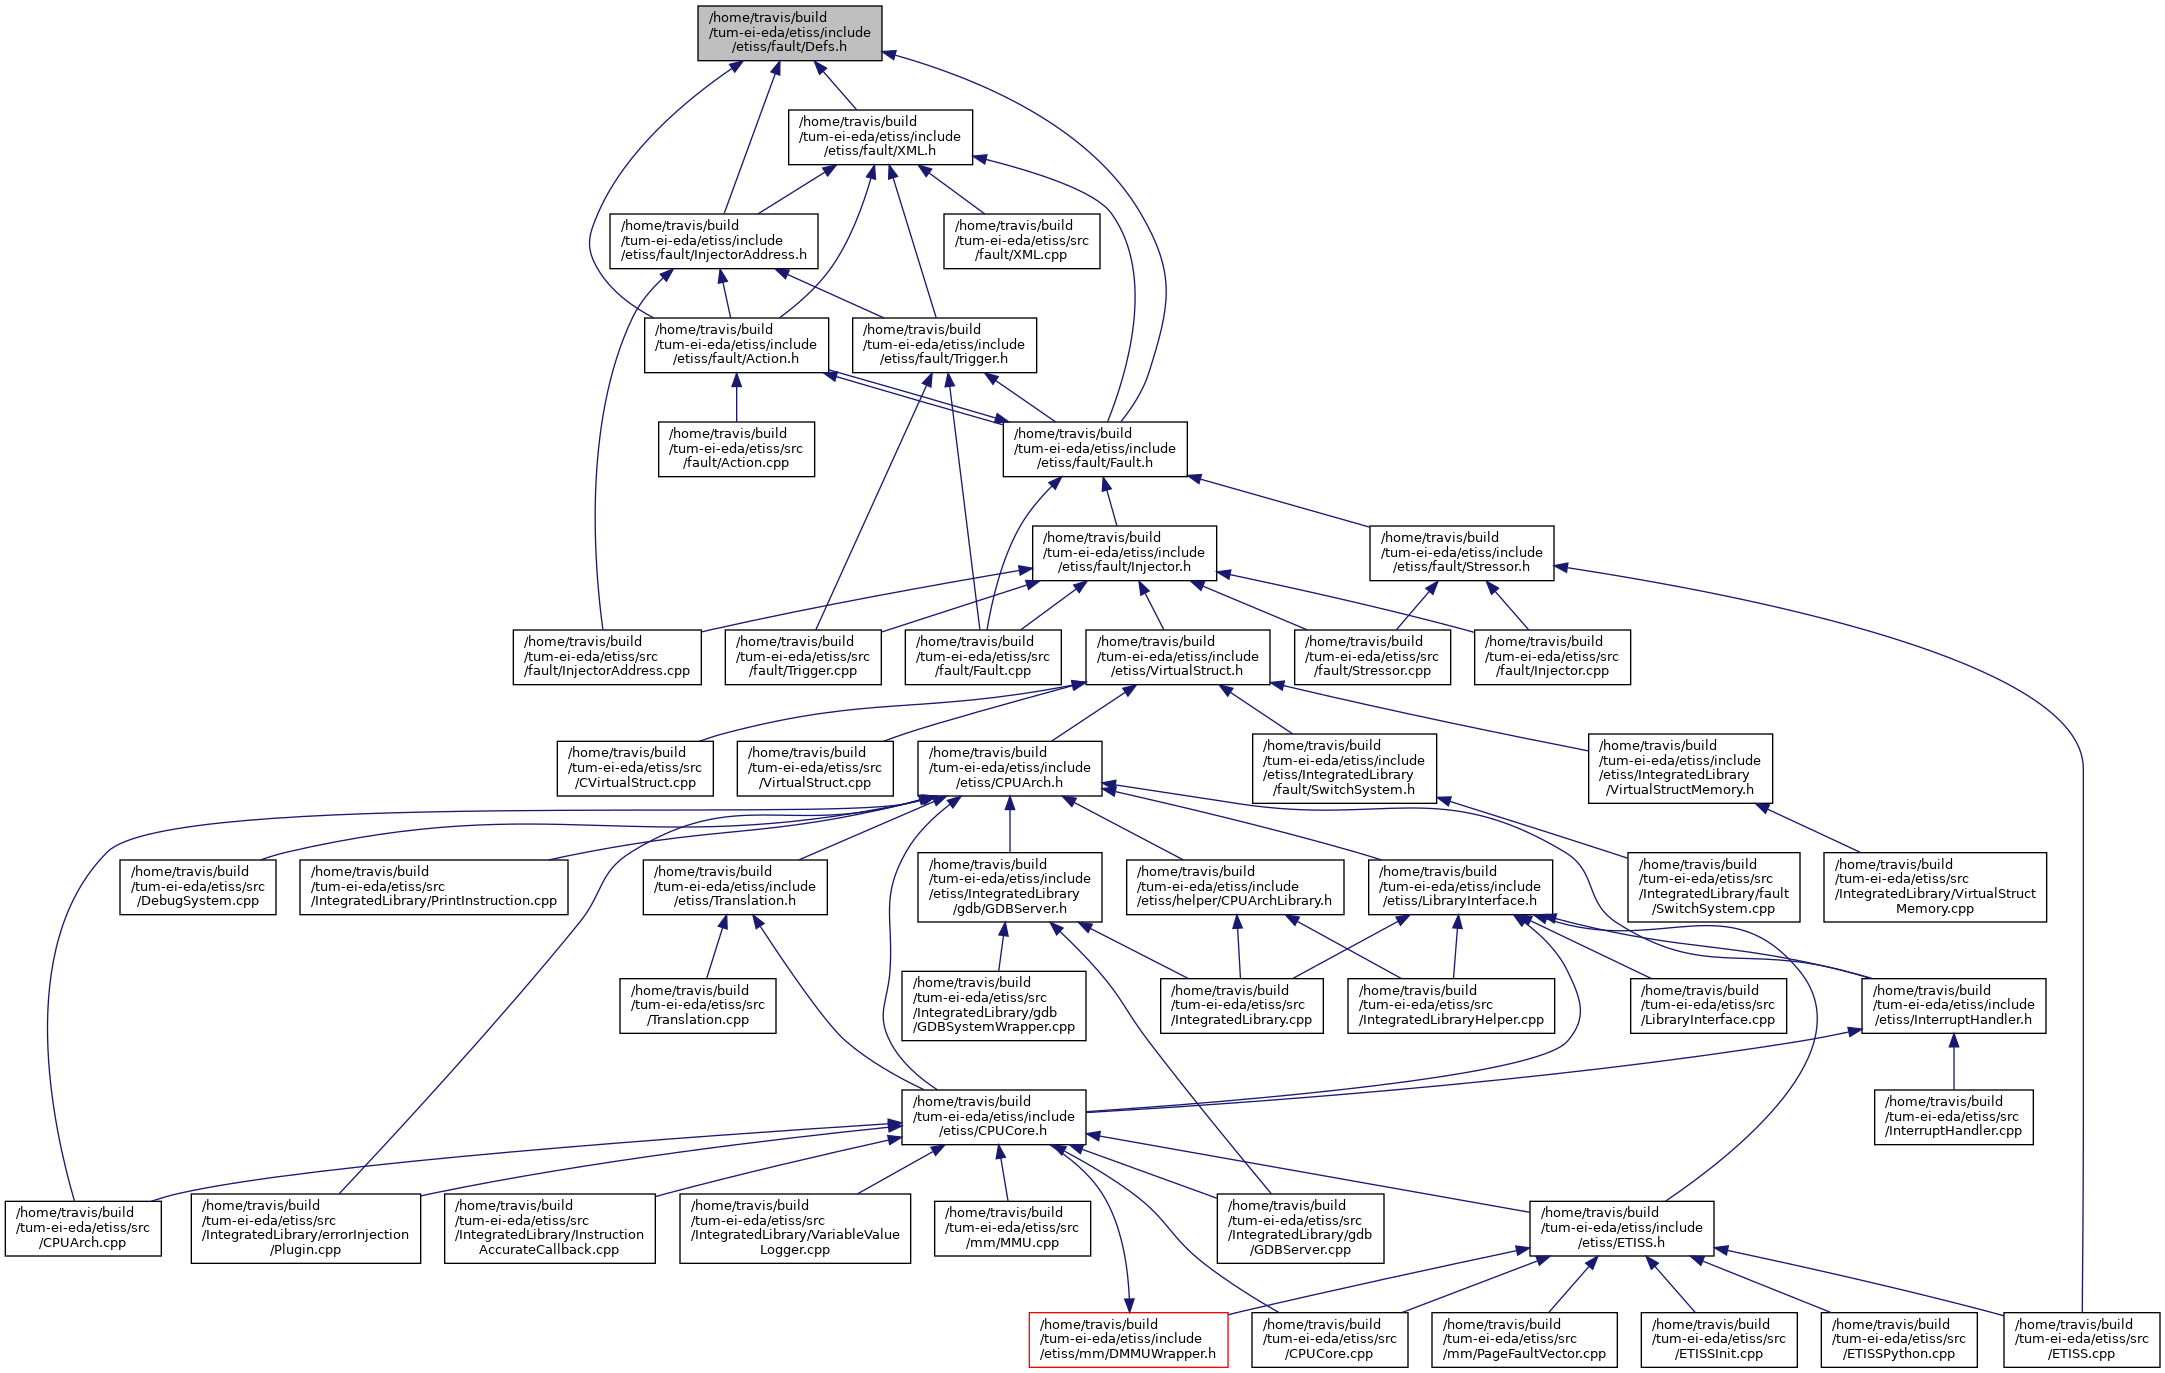 /home/travis/build
/tum-ei-eda/etiss/include
/etiss/fault/Defs.h
/home/travis/build
/tum-ei-eda/etiss/include
/etiss/fault/XML.h
/home/travis/build
/tum-ei-eda/etiss/include
/etiss/fault/InjectorAddress.h
/home/travis/build
/tum-ei-eda/etiss/src
/fault/XML.cpp
/home/travis/build
/tum-ei-eda/etiss/include
/etiss/fault/Action.h
/home/travis/build
/tum-ei-eda/etiss/include
/etiss/fault/Trigger.h
/home/travis/build
/tum-ei-eda/etiss/src
/fault/Action.cpp
/home/travis/build
/tum-ei-eda/etiss/include
/etiss/fault/Fault.h
/home/travis/build
/tum-ei-eda/etiss/include
/etiss/fault/Injector.h
/home/travis/build
/tum-ei-eda/etiss/include
/etiss/fault/Stressor.h
/home/travis/build
/tum-ei-eda/etiss/src
/fault/InjectorAddress.cpp
/home/travis/build
/tum-ei-eda/etiss/src
/fault/Trigger.cpp
/home/travis/build
/tum-ei-eda/etiss/src
/fault/Fault.cpp
/home/travis/build
/tum-ei-eda/etiss/include
/etiss/VirtualStruct.h
/home/travis/build
/tum-ei-eda/etiss/src
/fault/Stressor.cpp
/home/travis/build
/tum-ei-eda/etiss/src
/fault/Injector.cpp
/home/travis/build
/tum-ei-eda/etiss/src
/CVirtualStruct.cpp
/home/travis/build
/tum-ei-eda/etiss/src
/VirtualStruct.cpp
/home/travis/build
/tum-ei-eda/etiss/include
/etiss/CPUArch.h
/home/travis/build
/tum-ei-eda/etiss/include
/etiss/IntegratedLibrary
/fault/SwitchSystem.h
/home/travis/build
/tum-ei-eda/etiss/include
/etiss/IntegratedLibrary
/VirtualStructMemory.h
/home/travis/build
/tum-ei-eda/etiss/src
/DebugSystem.cpp
/home/travis/build
/tum-ei-eda/etiss/src
/IntegratedLibrary/PrintInstruction.cpp
/home/travis/build
/tum-ei-eda/etiss/include
/etiss/Translation.h
/home/travis/build
/tum-ei-eda/etiss/include
/etiss/IntegratedLibrary
/gdb/GDBServer.h
/home/travis/build
/tum-ei-eda/etiss/include
/etiss/helper/CPUArchLibrary.h
/home/travis/build
/tum-ei-eda/etiss/include
/etiss/LibraryInterface.h
/home/travis/build
/tum-ei-eda/etiss/src
/IntegratedLibrary/fault
/SwitchSystem.cpp
/home/travis/build
/tum-ei-eda/etiss/src
/IntegratedLibrary/VirtualStruct
Memory.cpp
/home/travis/build
/tum-ei-eda/etiss/src
/Translation.cpp
/home/travis/build
/tum-ei-eda/etiss/src
/IntegratedLibrary/gdb
/GDBSystemWrapper.cpp
/home/travis/build
/tum-ei-eda/etiss/src
/IntegratedLibrary.cpp
/home/travis/build
/tum-ei-eda/etiss/src
/IntegratedLibraryHelper.cpp
/home/travis/build
/tum-ei-eda/etiss/src
/LibraryInterface.cpp
/home/travis/build
/tum-ei-eda/etiss/include
/etiss/InterruptHandler.h
/home/travis/build
/tum-ei-eda/etiss/include
/etiss/CPUCore.h
/home/travis/build
/tum-ei-eda/etiss/src
/InterruptHandler.cpp
/home/travis/build
/tum-ei-eda/etiss/src
/CPUArch.cpp
/home/travis/build
/tum-ei-eda/etiss/src
/IntegratedLibrary/errorInjection
/Plugin.cpp
/home/travis/build
/tum-ei-eda/etiss/src
/IntegratedLibrary/Instruction
AccurateCallback.cpp
/home/travis/build
/tum-ei-eda/etiss/src
/IntegratedLibrary/VariableValue
Logger.cpp
/home/travis/build
/tum-ei-eda/etiss/src
/mm/MMU.cpp
/home/travis/build
/tum-ei-eda/etiss/src
/IntegratedLibrary/gdb
/GDBServer.cpp
/home/travis/build
/tum-ei-eda/etiss/include
/etiss/ETISS.h
/home/travis/build
/tum-ei-eda/etiss/include
/etiss/mm/DMMUWrapper.h
/home/travis/build
/tum-ei-eda/etiss/src
/CPUCore.cpp
/home/travis/build
/tum-ei-eda/etiss/src
/mm/PageFaultVector.cpp
/home/travis/build
/tum-ei-eda/etiss/src
/ETISSInit.cpp
/home/travis/build
/tum-ei-eda/etiss/src
/ETISSPython.cpp
/home/travis/build
/tum-ei-eda/etiss/src
/ETISS.cpp